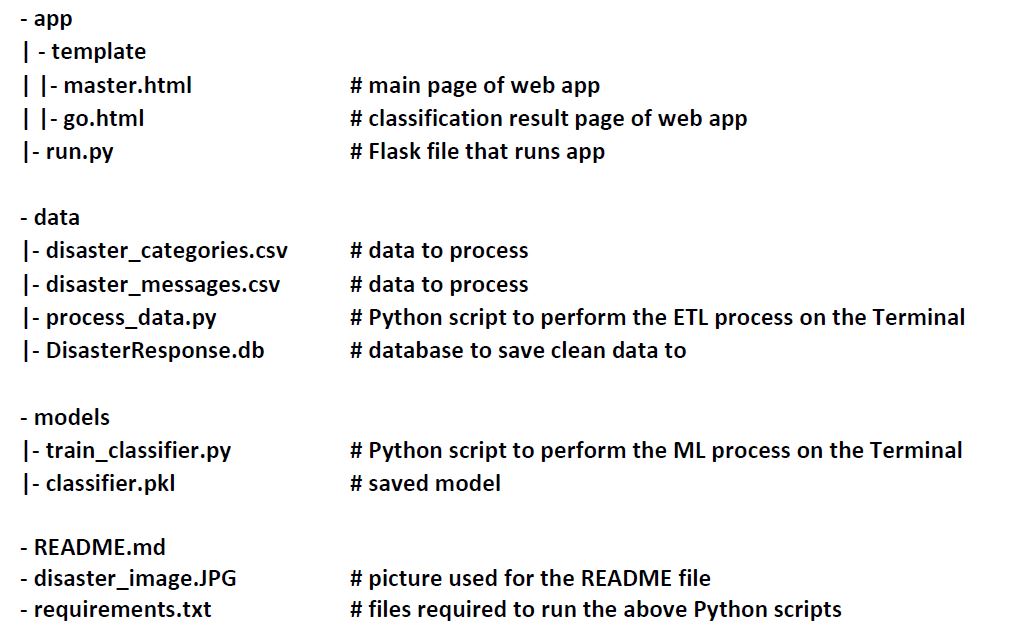 - app
| - template
| |- master.html # main page of web app
| |- go.html # classification result page of web app
|- run.py # Flask file that runs app
- data
|- disaster_categories.csv # data to process
|- disaster_messages.csv # data to process
|- process_data.py # Python script to perform the ETL process on the Terminal
|- DisasterResponse.db # database to save clean data to
- models
|- train_classifier.py # Python script to perform the ML process on the Terminal
|- classifier.pkl # saved model
- README.md
- disaster_image.JPG # picture used for the README file
- requirements.txt # files required to run the above Python scripts